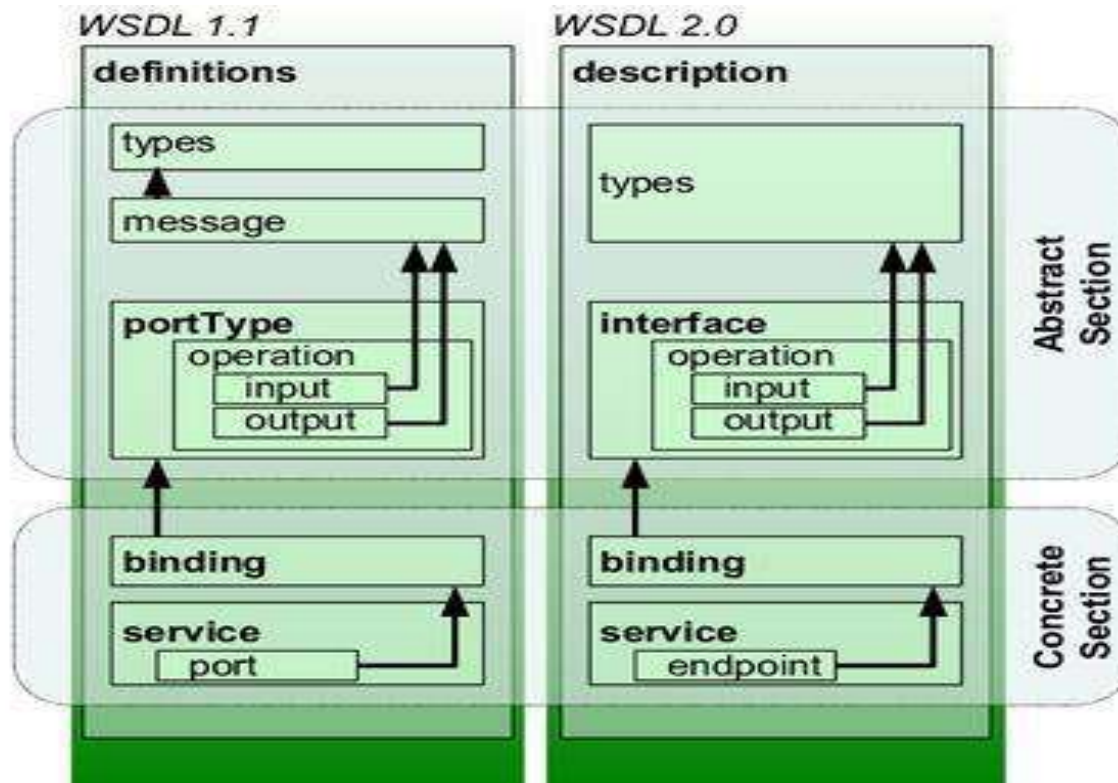 WSDL 1.1
definitions
types
message
portType
operation
input
output
binding
service
port
WSDL 2.0
description
types
interface
operation
input
output
binding
service
endpoint
Abstract
Section
Concrete
Section